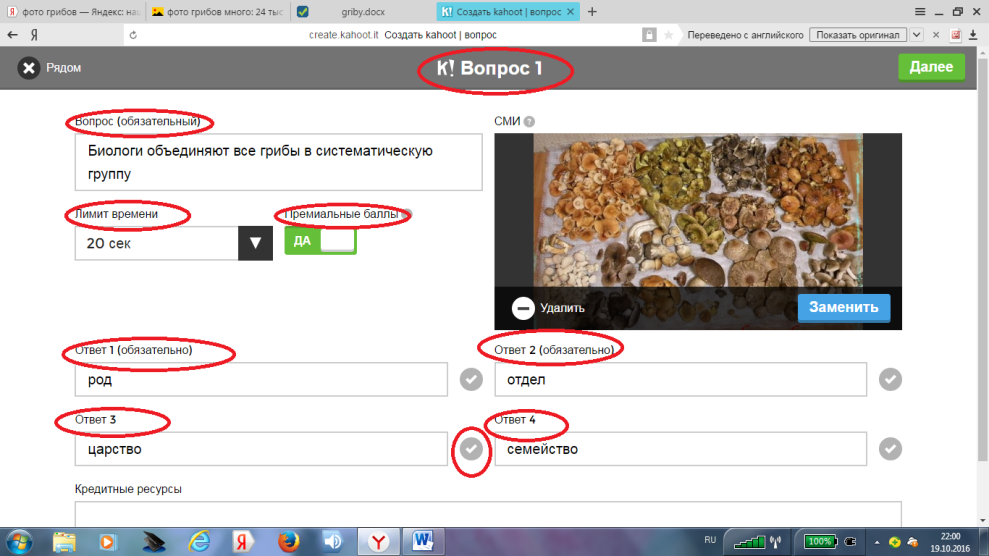 фото грибов — Яндекс: наш
фото грибов много: 24 тыс
griby.docx
K! Создать kahoot | вопрос
Я
create.kahoot.it Создать kahoot | вопрос
Переведено с английского
Показать оригинал
Рядом
K! Вопрос 1
Далее
Вопрос (обязательный)
СМИ
Биологи объединяют все грибы в систематическую
группу
Лимит времени
Премиальные баллы
20 сек
ДА
Удалить
Заменить
Ответ 1 (обязательно)
Ответ 2 (обязательно)
род
отдел
Ответ 3
Ответ 4
царство
семейство
Кредитные ресурсы
RU
100%
22:00
19.10.2016